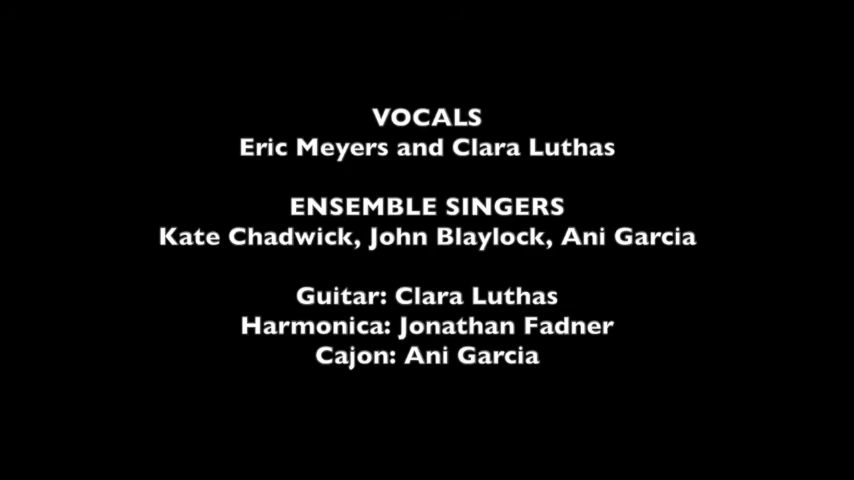 VOCALS
Eric Meyers and Clara Luthas
ENSEMBLE SINGERS
Kate Chadwick, John Blaylock, Ani Garcia
Guitar: Clara Luthas
Harmonica: Jonathan Fadner
Cajon: Ani Garcia